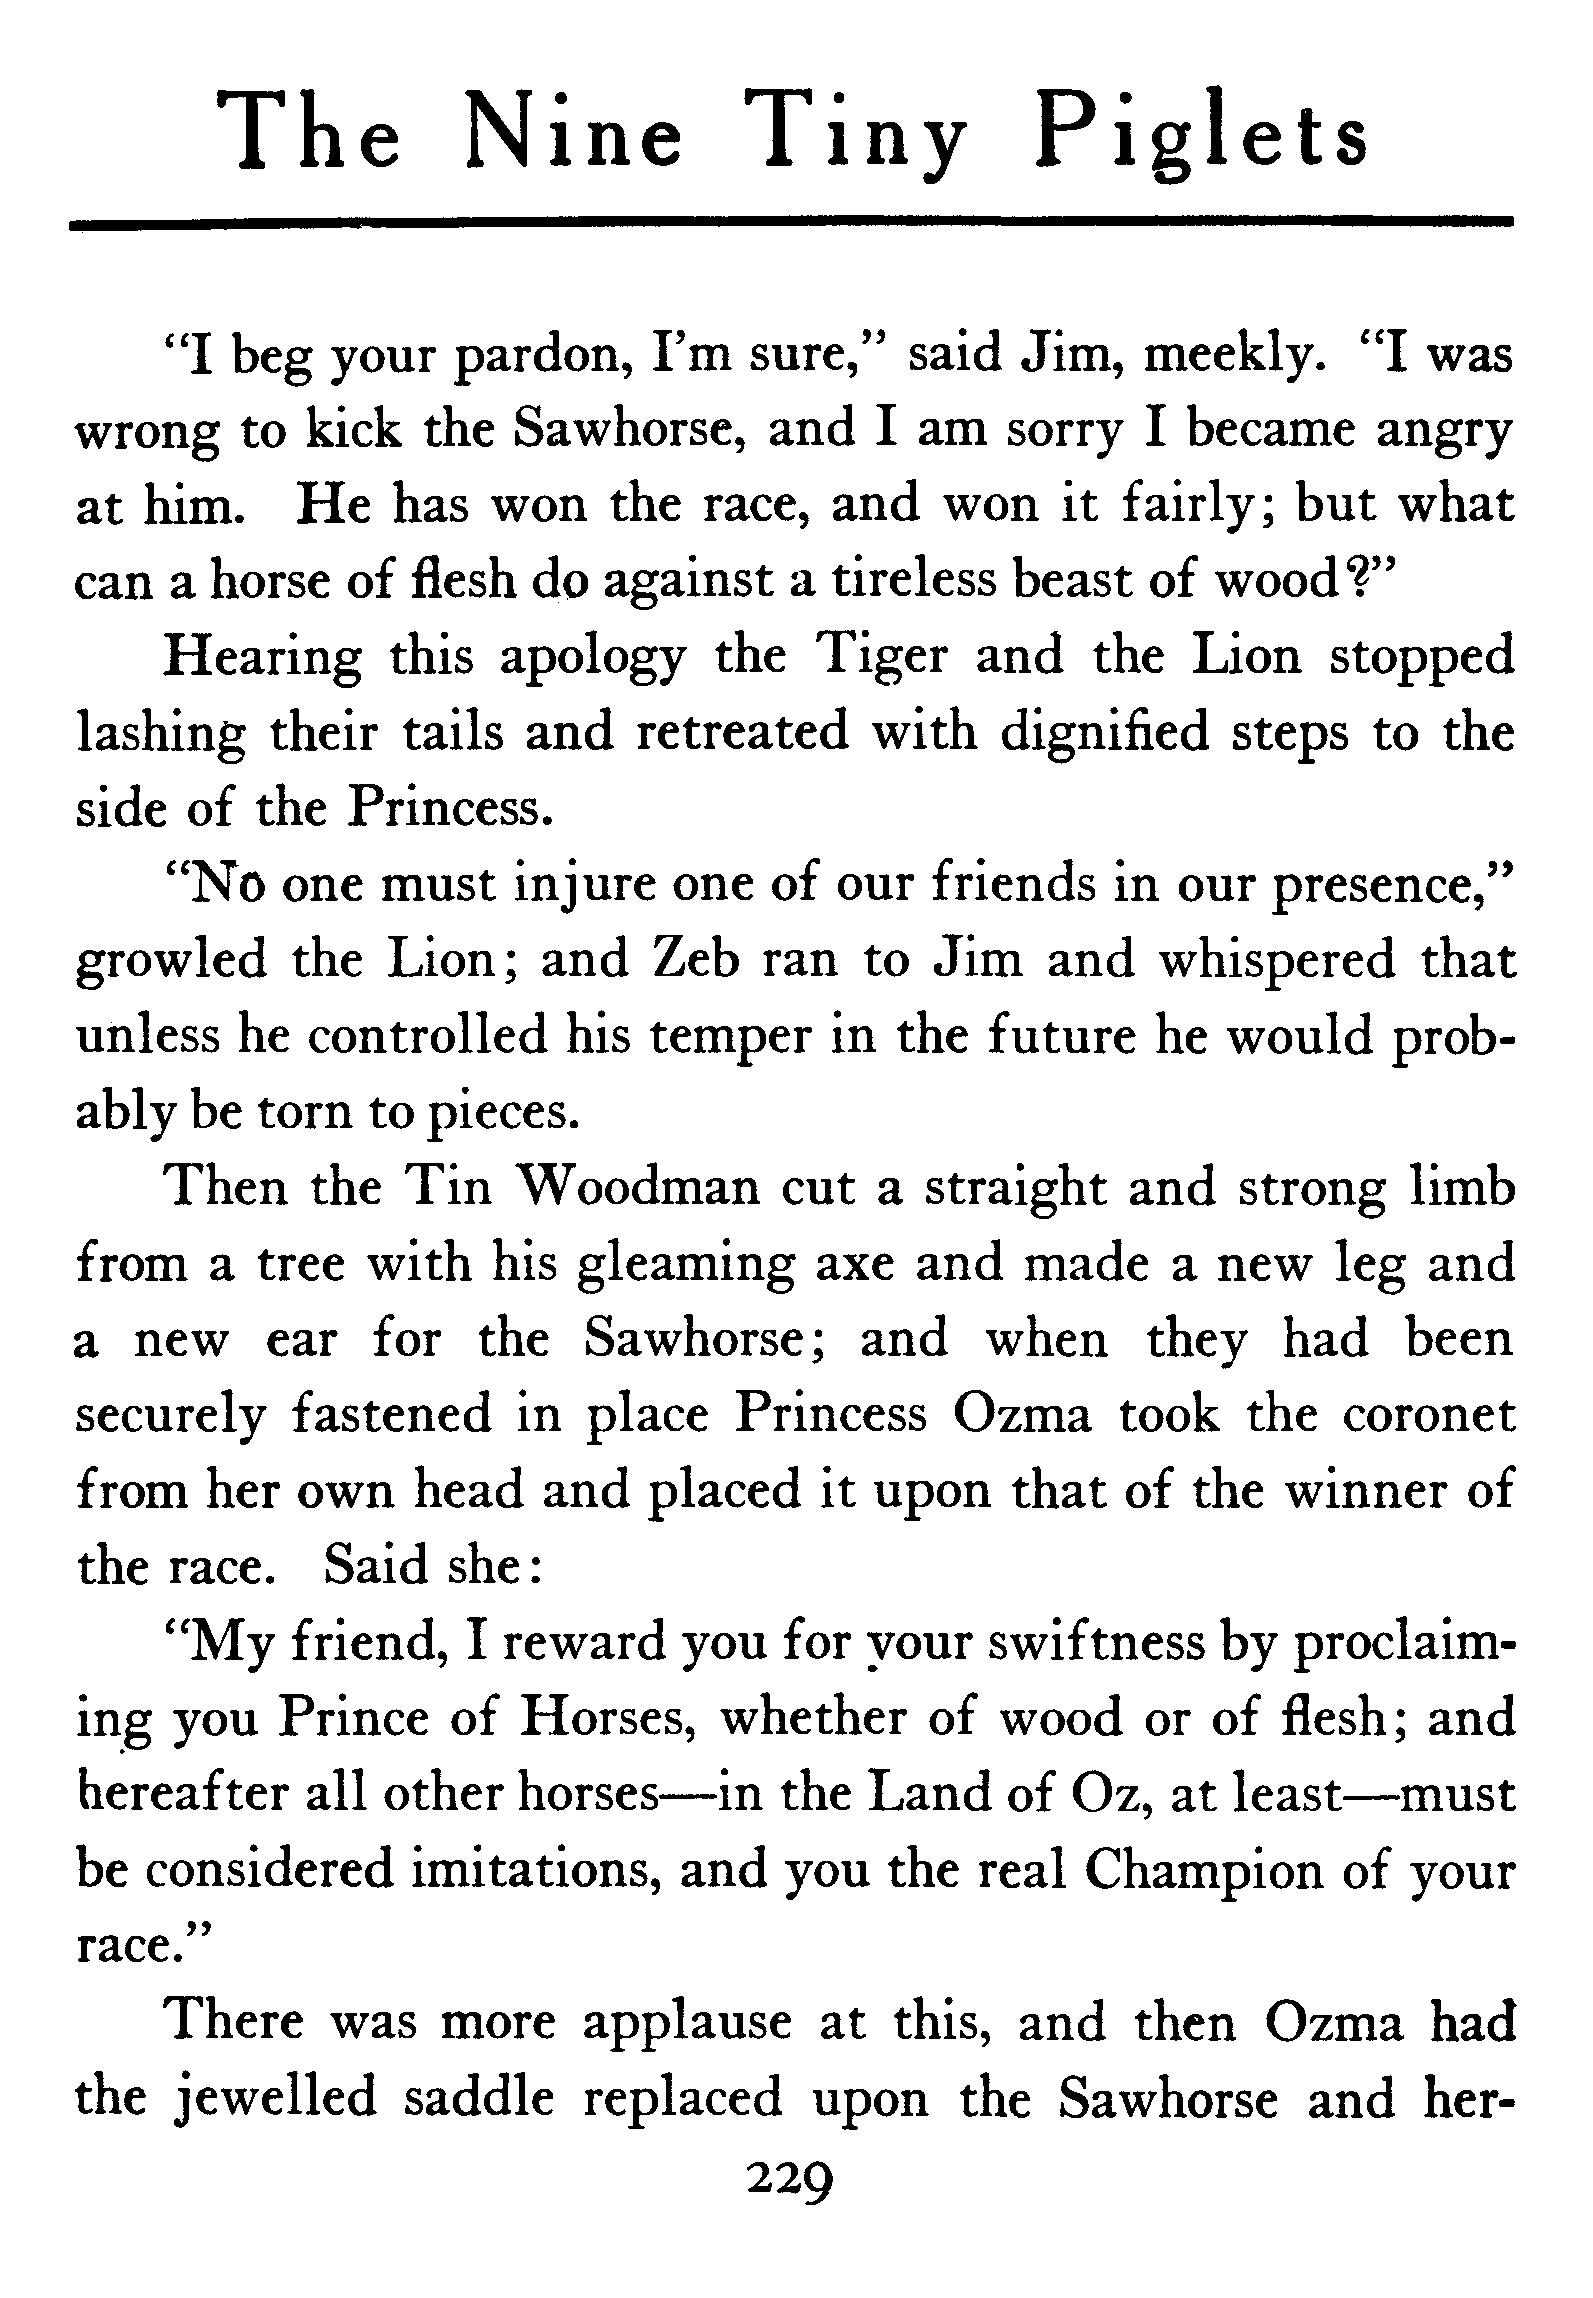 The Nine Tiny Piglets
“I beg your pardon, I’m sure,” said Jim, meekly. “I was
wrong to kick the Sawhorse, and I am sorry I became angry
at him. He has won the race, and won it fairly; but what
can a horse of flesh do against a tireless beast of wood?”
Hearing this apology the Tiger and the Lion stopped
lashing their tails and retreated with dignified steps to the
side of the Princess.
“No one must injure one of our friends in our presence,”
growled the Lion; and Zeb ran to Jim and whispered that
unless he controlled his temper in the future he would prob-
ably be torn to pieces.
Then the Tin Woodman cut a straight and strong limb
from a tree with his gleaming axe and made a new leg and
a new ear for the Sawhorse; and when they had been
securely fastened in place Princess Ozma took the coronet
from her own head and placed it upon that of the winner of
the race. Said she:
“My friend, I reward you for your swiftness by proclaim-
ing you Prince of Horses, whether of wood or of flesh; and
hereafter all other horses—in the Land of Oz, at least—must
be considered imitations, and you the real Champion of your
race.”
There was more applause at this, and then Ozma had
the jewelled saddle replaced upon the Sawhorse and her-
229